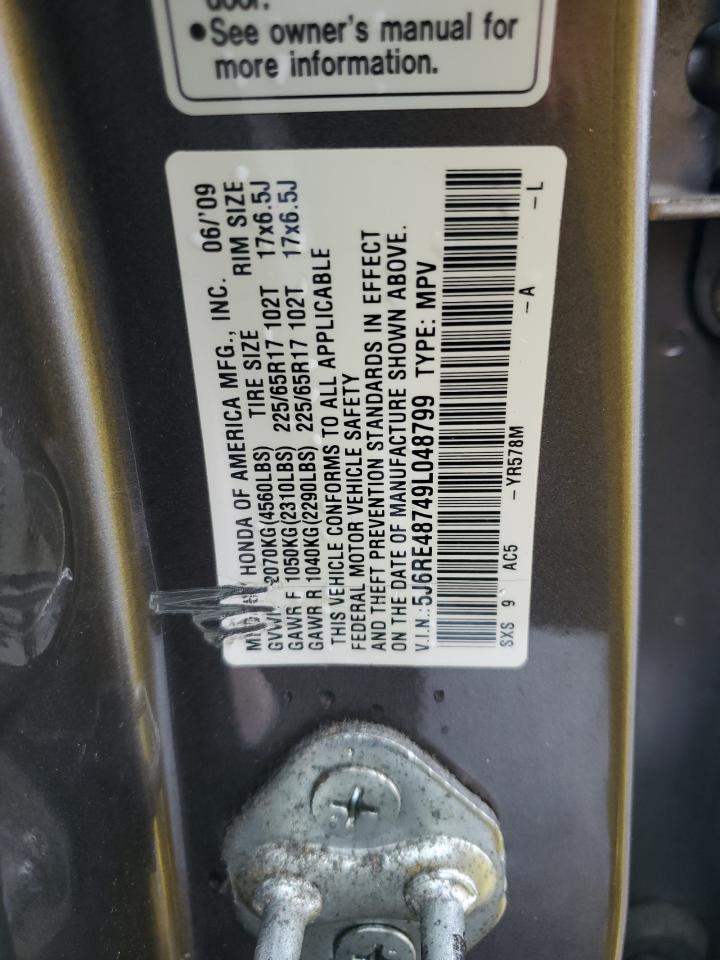 door.
●See owner's manual for
more information.
HONDA OF AMERICA MFG., INC. 06/'09
2070KG(4560LBS) TIRE SIZE RIM SIZE
GAWR F 1050KG(2310LBS) 225/65R17 102T 17x6.5J
GAWR R 1040KG(2290LBS) 225/65R17 102T 17x6.5J
THIS VEHICLE CONFORMS TO ALL APPLICABLE
FEDERAL MOTOR VEHICLE SAFETY
AND THEFT PREVENTION STANDARDS IN EFFECT
ON THE DATE OF MANUFACTURE SHOWN ABOVE.
V.I.N.:5J6RE48749L048799 TYPE: MPV
SXS 9 AC5 -YR578M -A -L